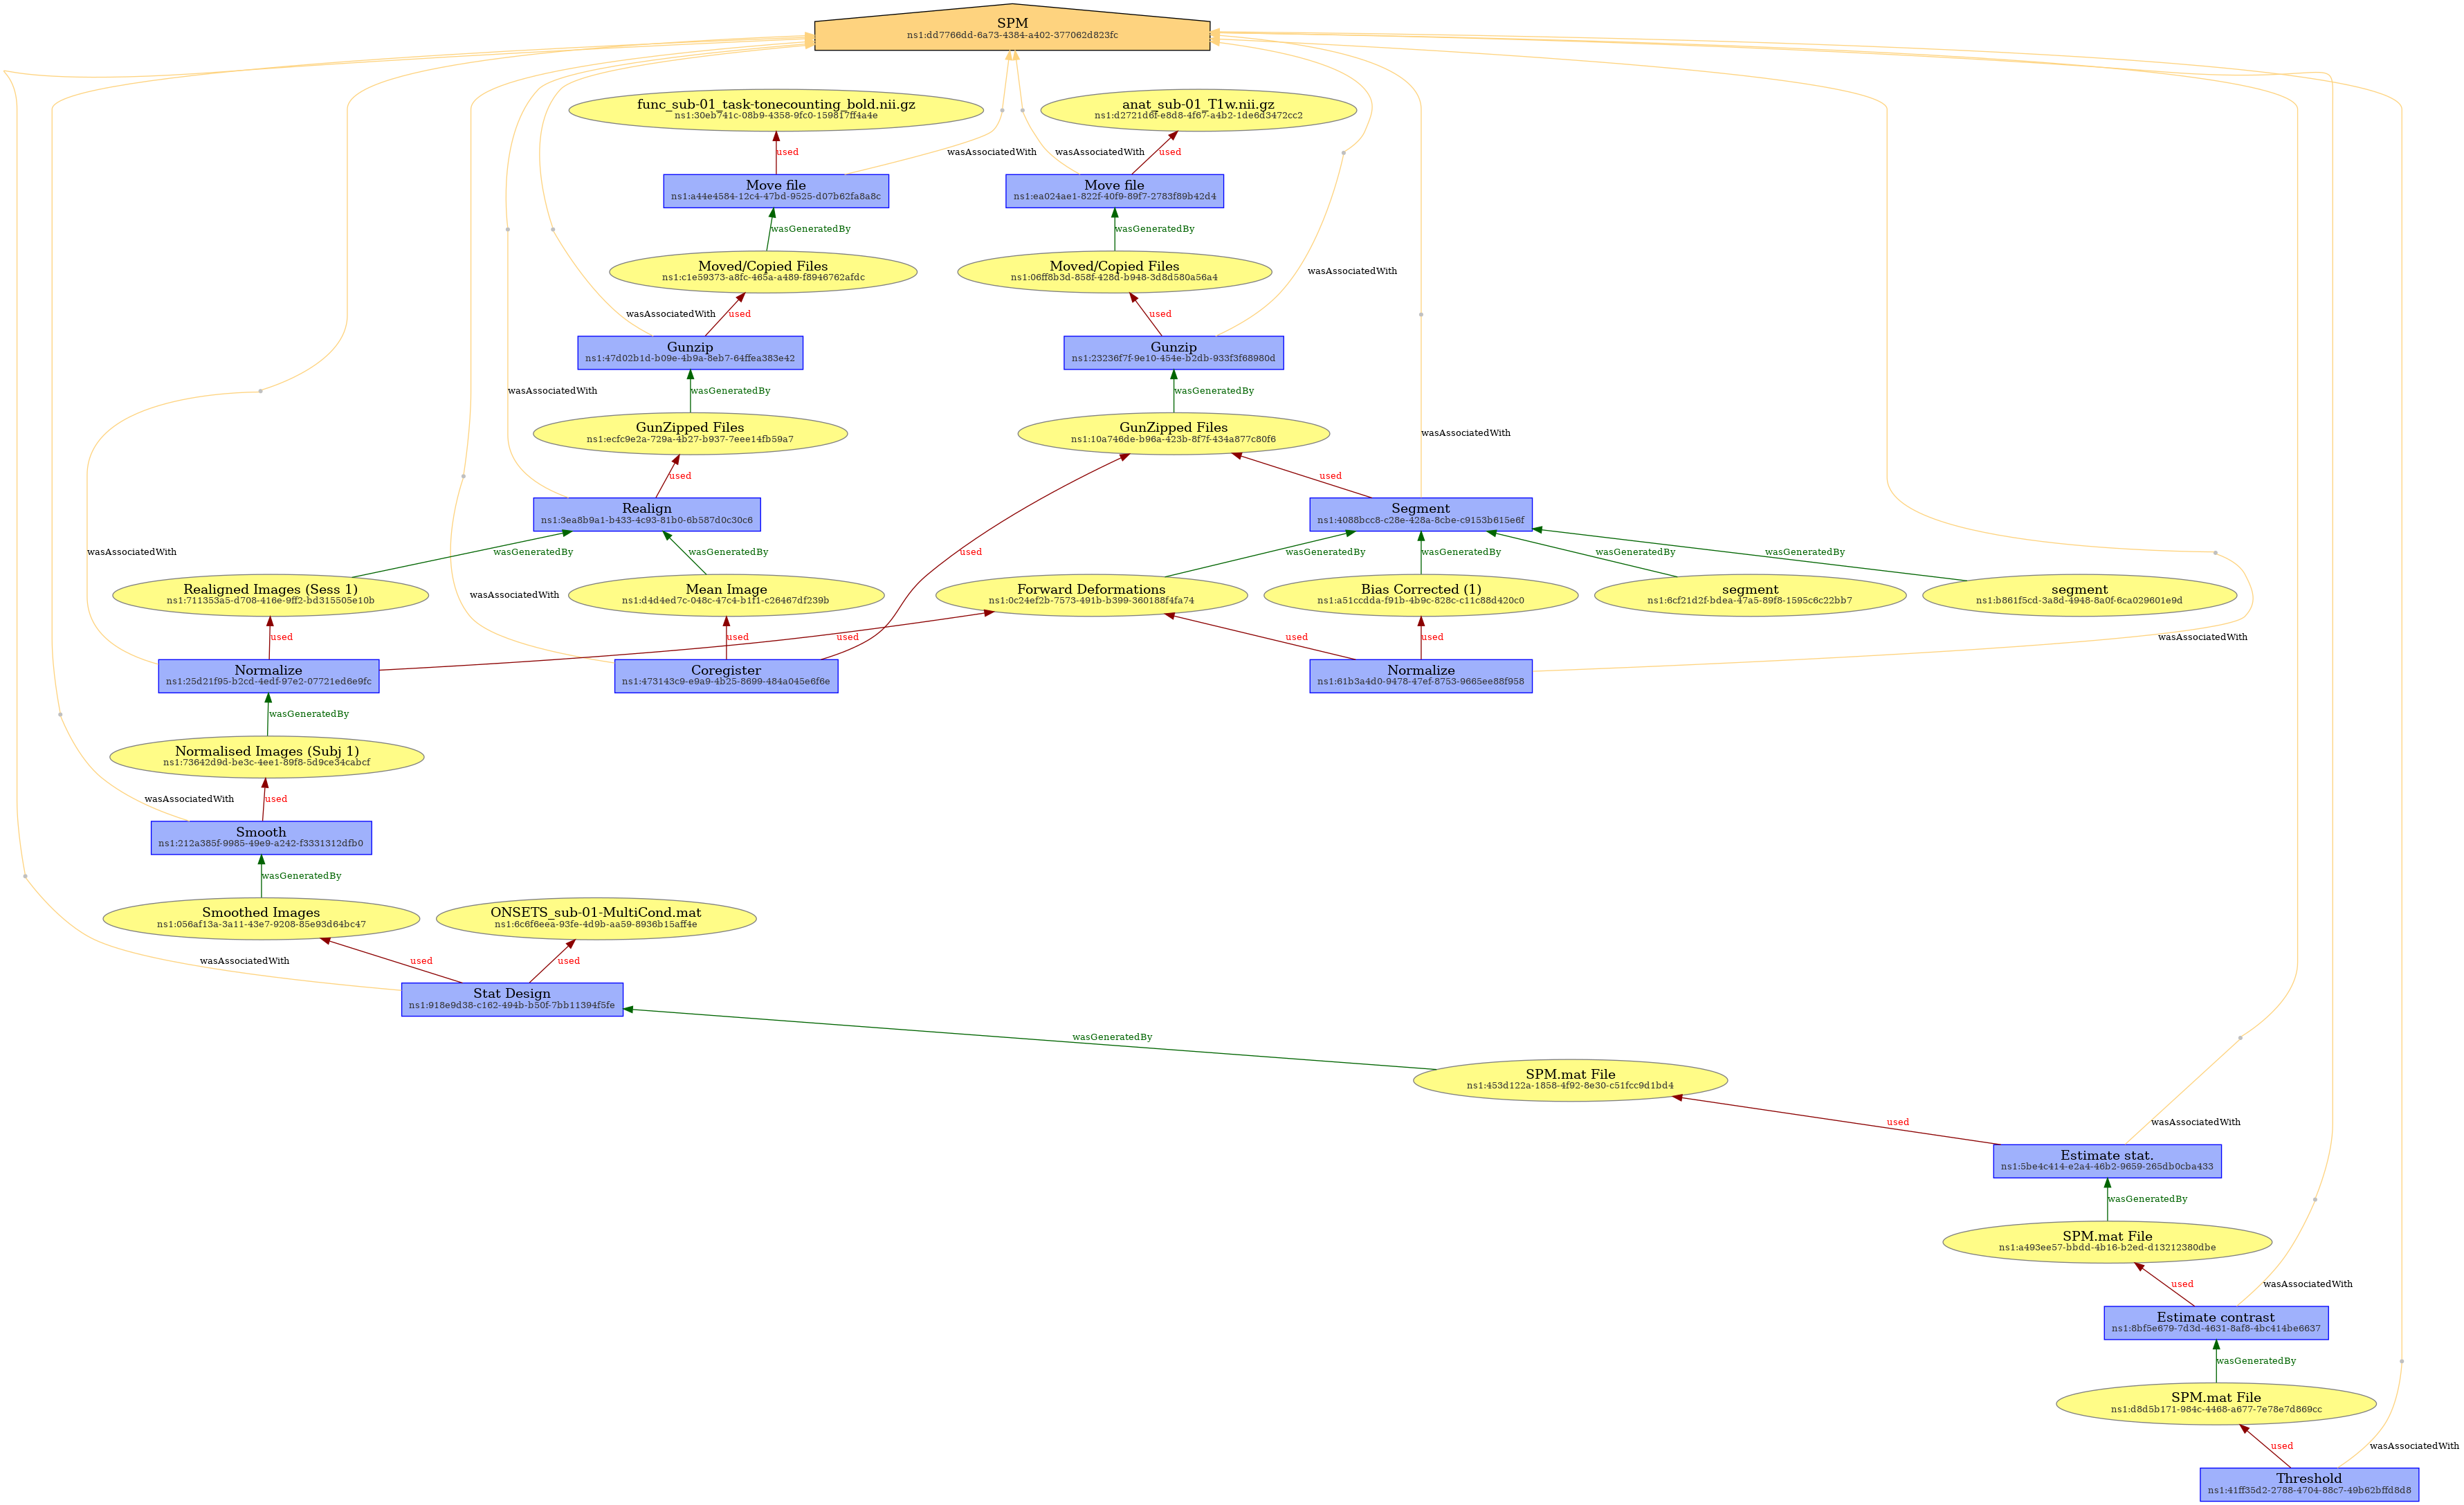 SPM
ns1:dd7766dd-6a73-4384-a402-377062d823fc
func_sub-01_task-tonecounting_bold.nii.gz
ns1:30eb741c-08b9-4358-9fc0-159817ff4a4e
anat_sub-01_T1w.nii.gz
ns1:d2721d6f-e8d8-4f67-a4b2-1de6d3472cc2
used
wasAssociatedWith
wasAssociatedWith
used
Move file
ns1:a44e4584-12c4-47bd-9525-d07b62fa8a8c
Move file
ns1:ea024ae1-822f-40f9-89f7-2783f89b42d4
wasGeneratedBy
wasGeneratedBy
Moved/Copied Files
ns1:c1e59373-a8fc-465a-a489-f8946762afdc
Moved/Copied Files
ns1:06ff8b3d-858f-428d-b948-3d8d580a56a4
wasAssociatedWith
wasAssociatedWith
used
used
Gunzip
ns1:47d02b1d-b09e-4b9a-8eb7-64ffea383e42
Gunzip
ns1:23236f7f-9e10-454e-b2db-933f3f68980d
wasAssociatedWith
wasGeneratedBy
wasGeneratedBy
GunZipped Files
ns1:ecfc9e2a-729a-4b27-b937-7eee14fb59a7
GunZipped Files
ns1:10a746de-b96a-423b-8f7f-434a877c80f6
wasAssociatedWith
used
used
Realign
ns1:3ea8b9a1-b433-4c93-81b0-6b587d0c30c6
Segment
ns1:4088bcc8-c28e-428a-8cbe-c9153b615e6f
wasAssociatedWith
wasGeneratedBy
wasGeneratedBy
used
wasGeneratedBy
wasGeneratedBy
wasGeneratedBy
wasGeneratedBy
Realigned Images (Sess 1)
ns1:711353a5-d708-416e-9ff2-bd315505e10b
wasAssociatedWith
Mean Image
ns1:d4d4ed7c-048c-47c4-b1f1-c26467df239b
Forward Deformations
ns1:0c24ef2b-7573-491b-b399-360188f4fa74
Bias Corrected (1)
ns1:a51ccdda-f91b-4b9c-828c-c11c88d420c0
segment
ns1:6cf21d2f-bdea-47a5-89f8-1595c6c22bb7
segment
ns1:b861f5cd-3a8d-4948-8a0f-6ca029601e9d
used
used
used
used
used
wasAssociatedWith
Normalize
ns1:25d21f95-b2cd-4edf-97e2-07721ed6e9fc
Coregister
ns1:473143c9-e9a9-4b25-8699-484a045e6f6e
Normalize
ns1:61b3a4d0-9478-47ef-8753-9665ee88f958
wasGeneratedBy
Normalised Images (Subj 1)
ns1:73642d9d-be3c-4ee1-89f8-5d9ce34cabcf
wasAssociatedWith
used
Smooth
ns1:212a385f-9985-49e9-a242-f3331312dfb0
wasGeneratedBy
Smoothed Images
ns1:056af13a-3a11-43e7-9208-85e93d64bc47
ONSETS_sub-01-MultiCond.mat
ns1:6c6f6eea-93fe-4d9b-aa59-8936b15aff4e
wasAssociatedWith
used
used
Stat Design
ns1:918e9d38-c162-494b-b50f-7bb11394f5fe
wasGeneratedBy
SPM.mat File
ns1:453d122a-1858-4f92-8e30-c51fcc9d1bd4
used
wasAssociatedWith
Estimate stat.
ns1:5be4c414-e2a4-46b2-9659-265db0cba433
wasGeneratedBy
SPM.mat File
ns1:a493ee57-bbdd-4b16-b2ed-d13212380dbe
used
wasAssociatedWith
Estimate contrast
ns1:8bf5e679-7d3d-4631-8af8-4bc414be6637
wasGeneratedBy
SPM.mat File
ns1:d8d5b171-984c-4468-a677-7e78e7d869cc
used
wasAssociatedWith
Threshold
ns1:41ff35d2-2788-4704-88c7-49b62bffd8d8